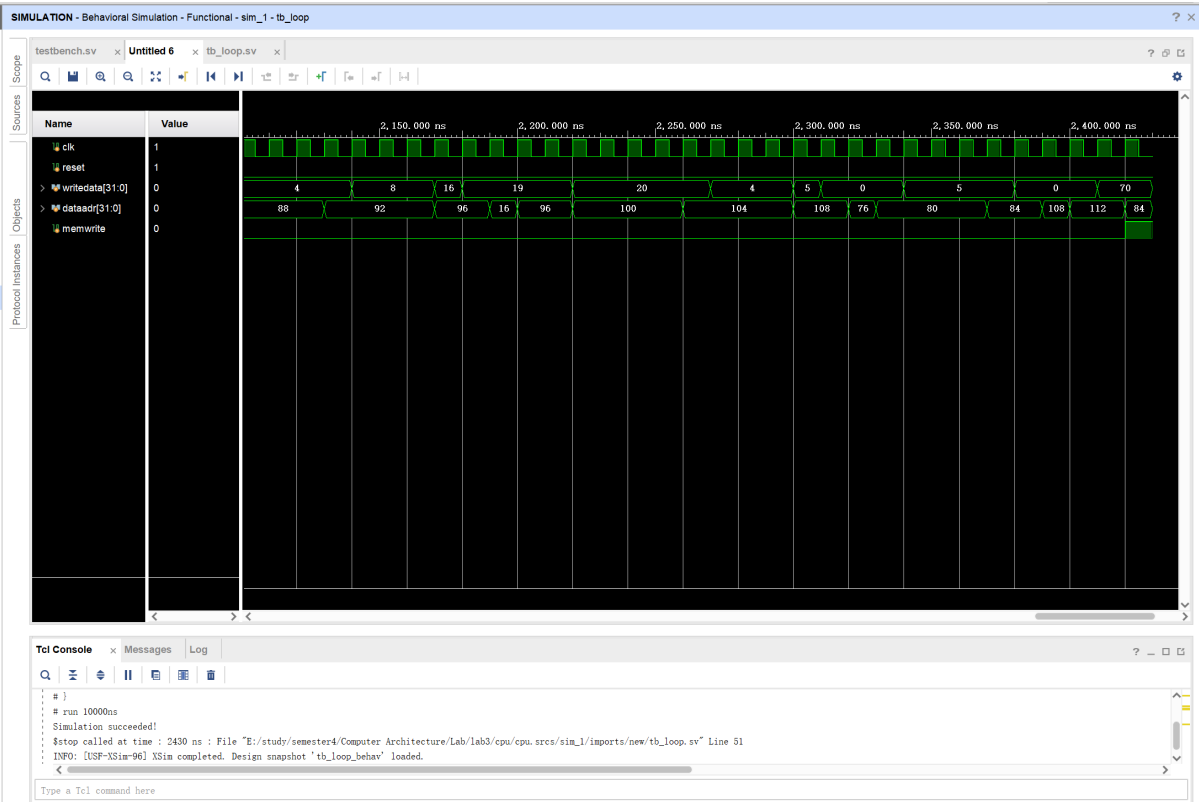 SIMULATION - Behavioral Simulation - Functional - sim_1 - tb_loop
? ×
Scope
Sources
Objects
Protocol Instances
testbench.sv × Untitled 6 × tb_loop.sv ×
?
Name Value
2,150.000 ns 2,200.000 ns 2,250.000 ns 2,300.000 ns 2,350.000 ns 2,400.000 ns
clk 1
reset 1
writedata[31:0] 0 4 8 16 19 20 4 5 0 5 0 70
dataadr[31:0] 0 88 92 96 16 96 100 104 108 76 80 84 108 112 84
memwrite 0
Tcl Console × Messages Log
?
# }
# run 10000ns
Simulation succeeded!
$stop called at time : 2430 ns : File "E:/study/semester4/Computer Architecture/Lab/lab3/cpu/cpu.srcs/sim_1/imports/new/tb_loop.sv" Line 51
INFO: [USF-XSim-96] XSim completed. Design snapshot 'tb_loop_behav' loaded.
Type a Tcl command here